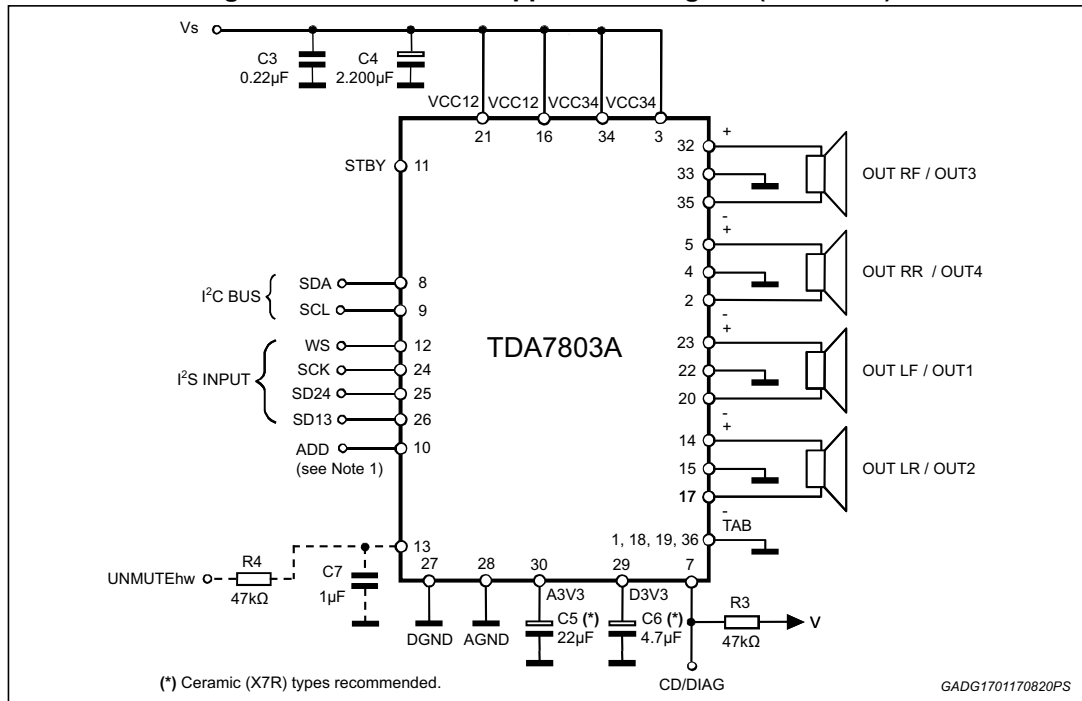 Vs
C3
0.22µF
C4
2.200µF
VCC12 VCC12 VCC34 VCC34
21 16 34 3
STBY 11
I²C BUS
SDA 8
SCL 9
I²S INPUT
WS 12
SCK 24
SD24 25
SD13 26
ADD 10
(see Note 1)
TDA7803A
32 +
33
35
-
OUT RF / OUT3
5 +
4
2
-
OUT RR / OUT4
23 +
22
20
-
OUT LF / OUT1
14 +
15
17
-
OUT LR / OUT2
TAB
1, 18, 19, 36
13
UNMUTEhw
R4
47kΩ
C7
1µF
27 28 30 29 7
DGND
AGND
A3V3
C5 (*)
22µF
D3V3
C6 (*)
4.7µF
R3
47kΩ
V
CD/DIAG
(*) Ceramic (X7R) types recommended.
GADG1701170820PS